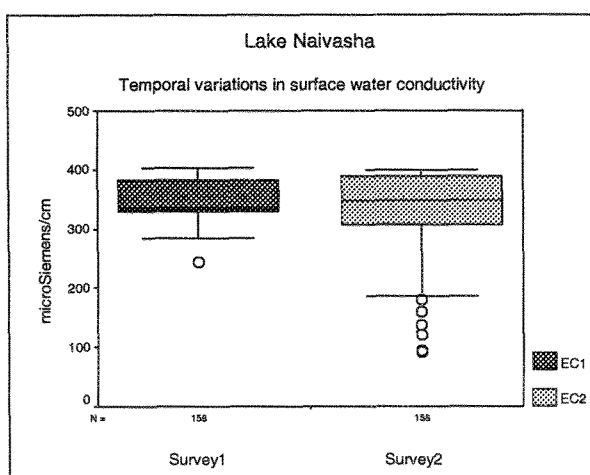 Lake Naivasha
Temporal variations in surface water conductivity
500
400
300
200
100
0
microSiemens/cm
N =
Survey1
Survey2
EC1
EC2